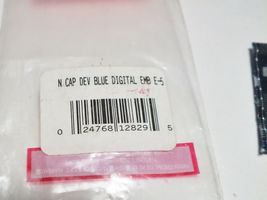 N CAP DEV BLUE DIGITAL EMB E-5
0 24768 12829 5